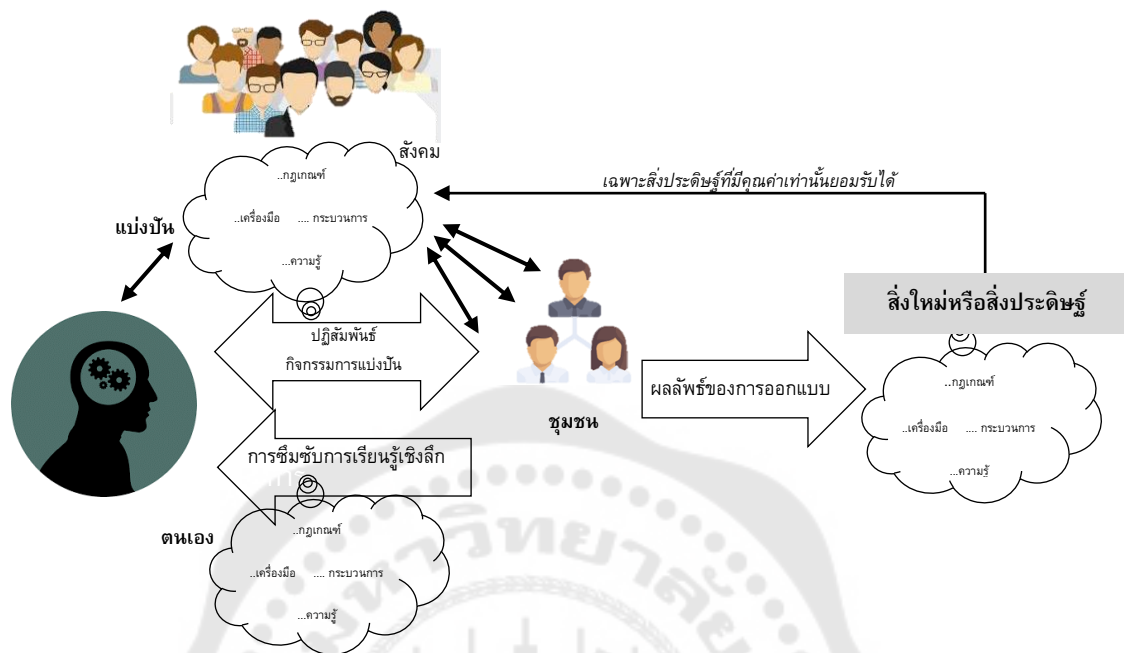 สังคม
..กฎเกณฑ์
..เครื่องมือ .... กระบวนการ
...ความรู้
เฉพาะสิ่งประดิษฐ์ที่มีคุณค่าเท่านั้นยอมรับได้
แบ่งปัน
สิ่งใหม่หรือสิ่งประดิษฐ์
ปฏิสัมพันธ์
กิจกรรมการแบ่งปัน
ผลลัพธ์ของการออกแบบ
..กฎเกณฑ์
..เครื่องมือ .... กระบวนการ
...ความรู้
ชุมชน
การซึมซับการเรียนรู้เชิงลึก
ตนเอง
..กฎเกณฑ์
..เครื่องมือ .... กระบวนการ
...ความรู้